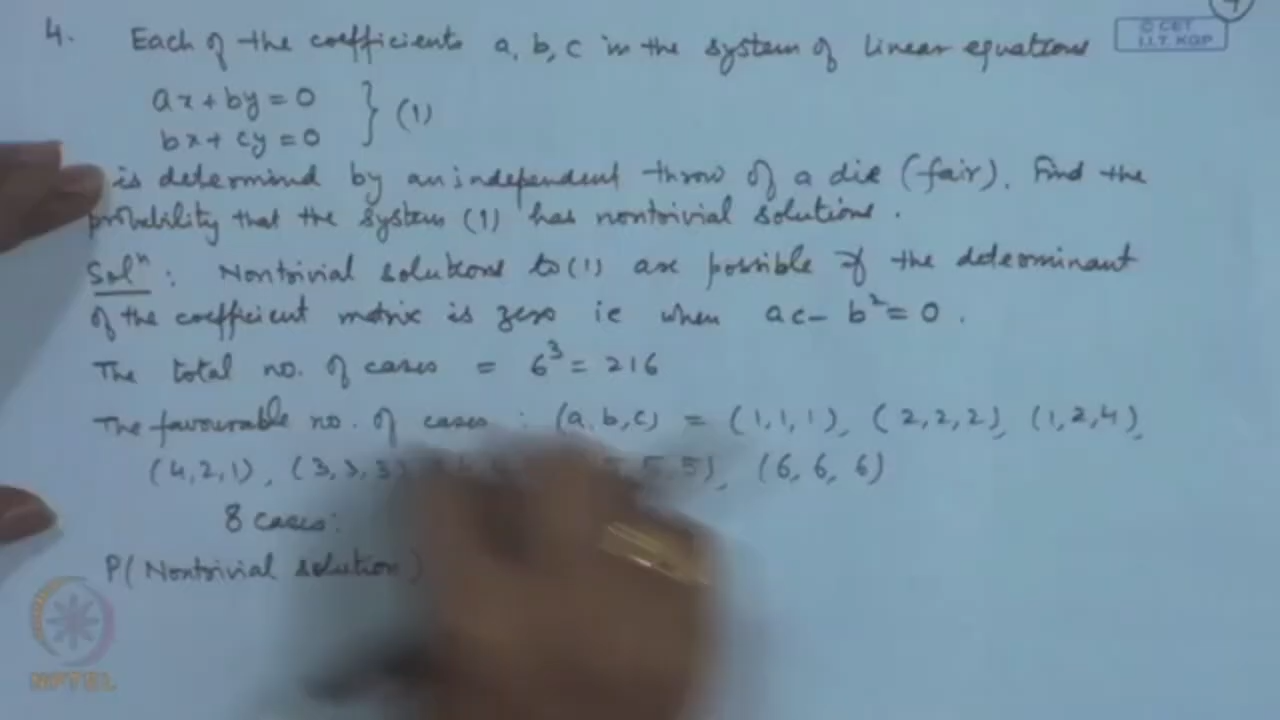 4. Each of the coefficients a, b, c in the system of linear equations
© CET
I.I.T. KGP
ax + by = 0
bx + cy = 0 } (1)
is determind by an independent throw of a die (fair). Find the
probability that the system (1) has nontrivial solutions.
Solⁿ: Nontrivial solutions to (1) are possible if the determinant
of the coefficient matrix is zero ie when ac - b² = 0.
The total no. of cases = 6³ = 216
The favourable no. of cases : (a, b, c) = (1, 1, 1), (2, 2, 2), (1, 2, 4),
(4, 2, 1), (3, 3, 3) 5, 5), (6, 6, 6)
8 cases:
P( Nontrivial solution )
NPTEL